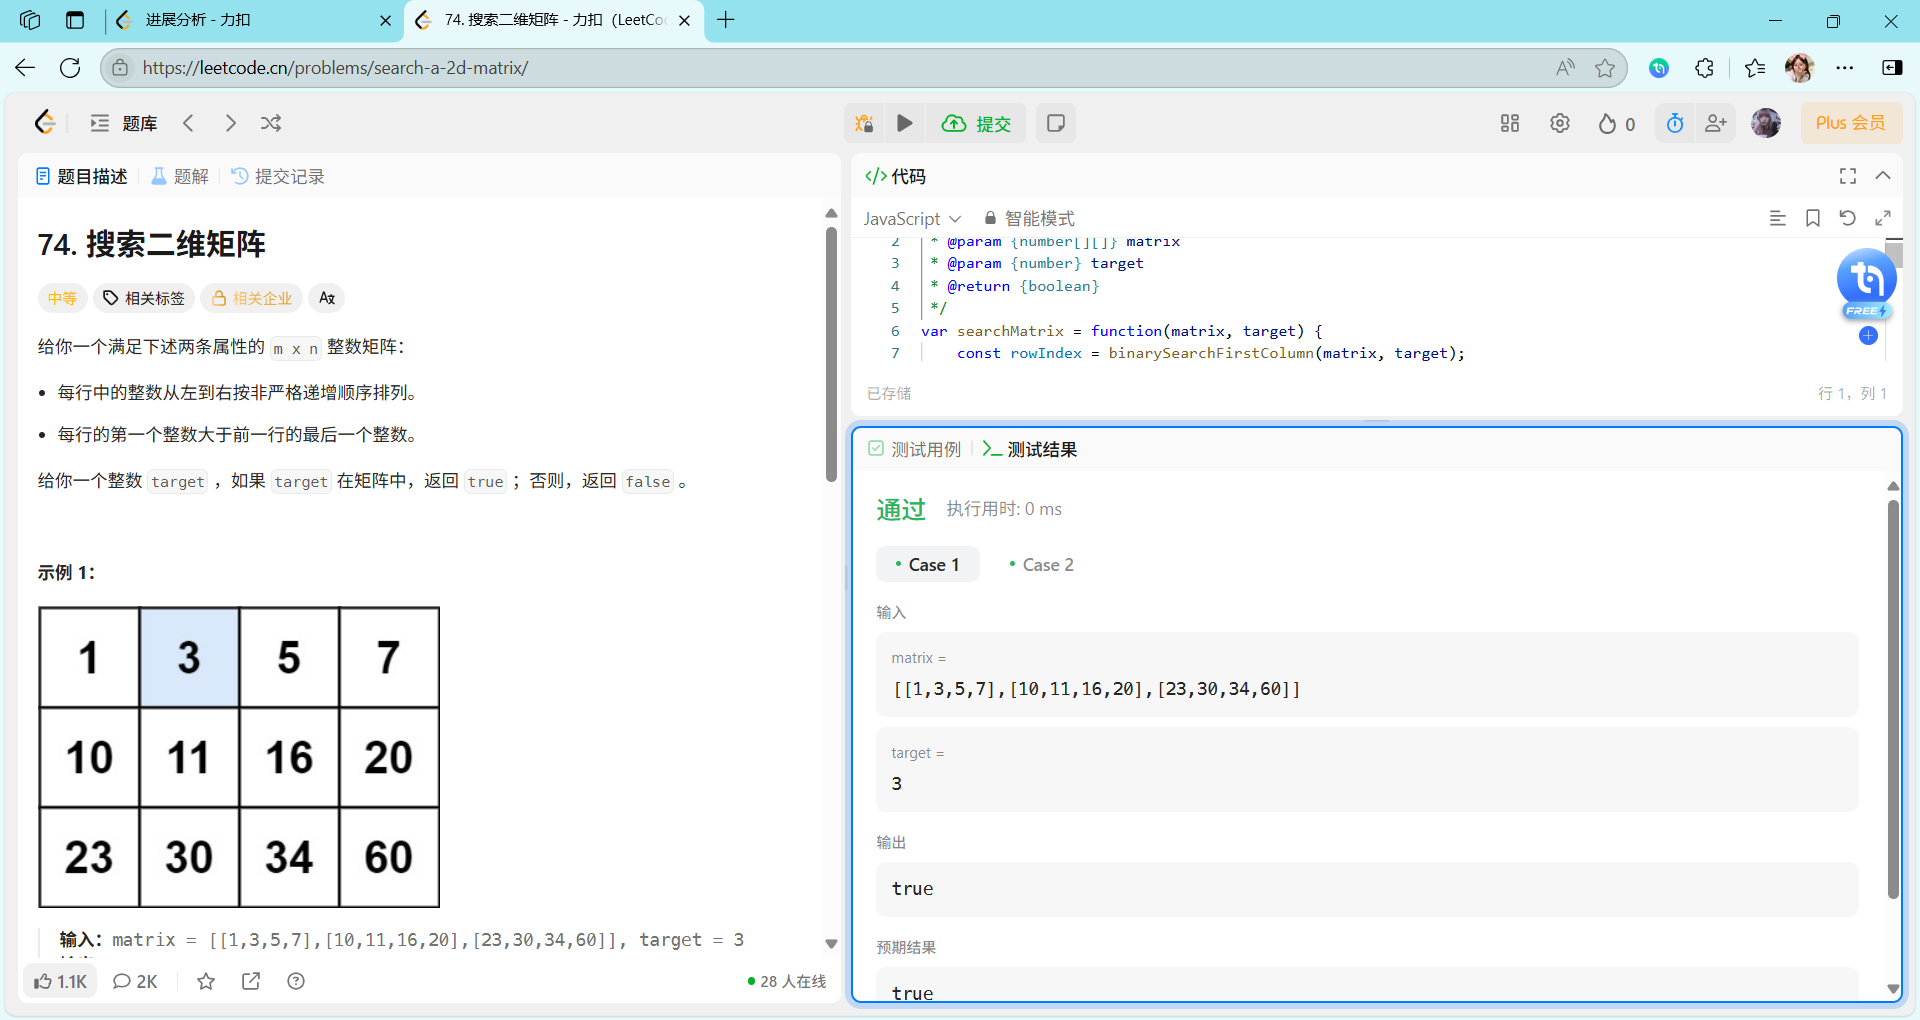 进展分析 - 力扣
74. 搜索二维矩阵 - 力扣（LeetCo
https://leetcode.cn/problems/search-a-2d-matrix/
题库
提交
0
Plus 会员
题目描述
题解
提交记录
74. 搜索二维矩阵
中等
相关标签
相关企业
给你一个满足下述两条属性的 m x n 整数矩阵：
每行中的整数从左到右按非严格递增顺序排列。
每行的第一个整数大于前一行的最后一个整数。
给你一个整数 target ，如果 target 在矩阵中，返回 true ；否则，返回 false 。
示例 1：
1 3 5 7
10 11 16 20
23 30 34 60
输入：matrix = [[1,3,5,7],[10,11,16,20],[23,30,34,60]], target = 3
1.1K
2K
28 人在线
</> 代码
JavaScript
智能模式
2 * @param {number[][]} matrix
3 * @param {number} target
4 * @return {boolean}
5 */
6 var searchMatrix = function(matrix, target) {
7 const rowIndex = binarySearchFirstColumn(matrix, target);
FREE
已存储
行 1，列 1
测试用例
测试结果
通过
执行用时: 0 ms
Case 1
Case 2
输入
matrix =
[[1,3,5,7],[10,11,16,20],[23,30,34,60]]
target =
3
输出
true
预期结果
true